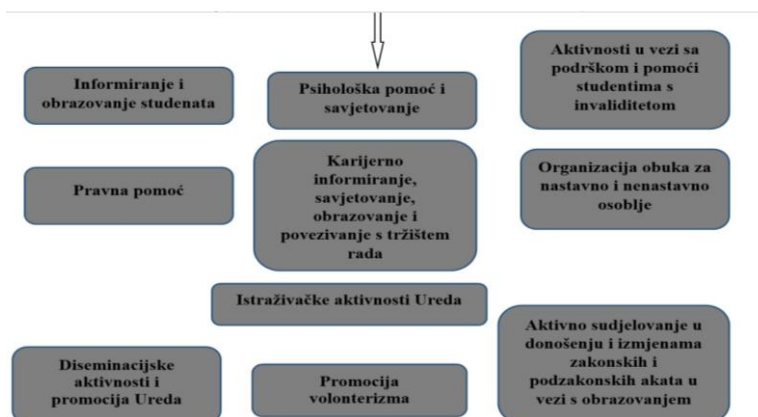 Informiranje i
obrazovanje studenata
Psihološka pomoć i
savjetovanje
Aktivnosti u vezi sa
podrškom i pomoći
studentima s
invaliditetom
Pravna pomoć
Karijerno
informiranje,
savjetovanje,
obrazovanje i
povezivanje s tržištem
rada
Organizacija obuka za
nastavno i nenastavno
osoblje
Istraživačke aktivnosti Ureda
Diseminacijske
aktivnosti i
promocija Ureda
Promocija
volonterizma
Aktivno sudjelovanje u
donošenju i izmjenama
zakonskih i
podzakonskih akata u
vezi s obrazovanjem